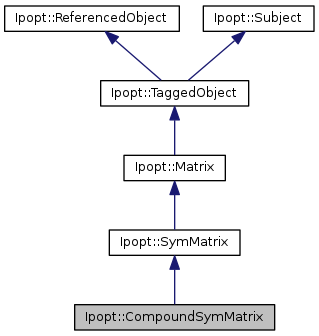 Ipopt::ReferencedObject
Ipopt::Subject
Ipopt::TaggedObject
Ipopt::Matrix
Ipopt::SymMatrix
Ipopt::CompoundSymMatrix